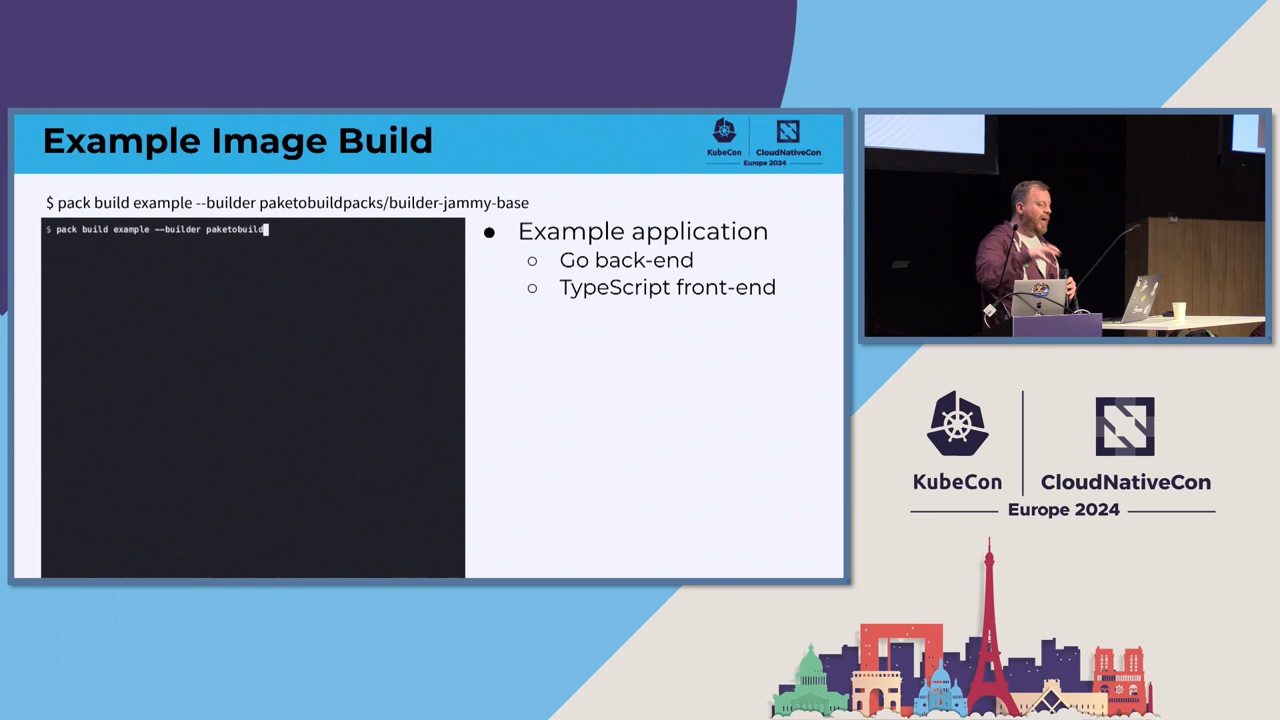 Example Image Build
KubeCon
CloudNativeCon
Europe 2024
$ pack build example --builder paketobuildpacks/builder-jammy-base
$ pack build example --builder paketobuild
● Example application
○ Go back-end
○ TypeScript front-end
KubeCon
CloudNativeCon
Europe 2024